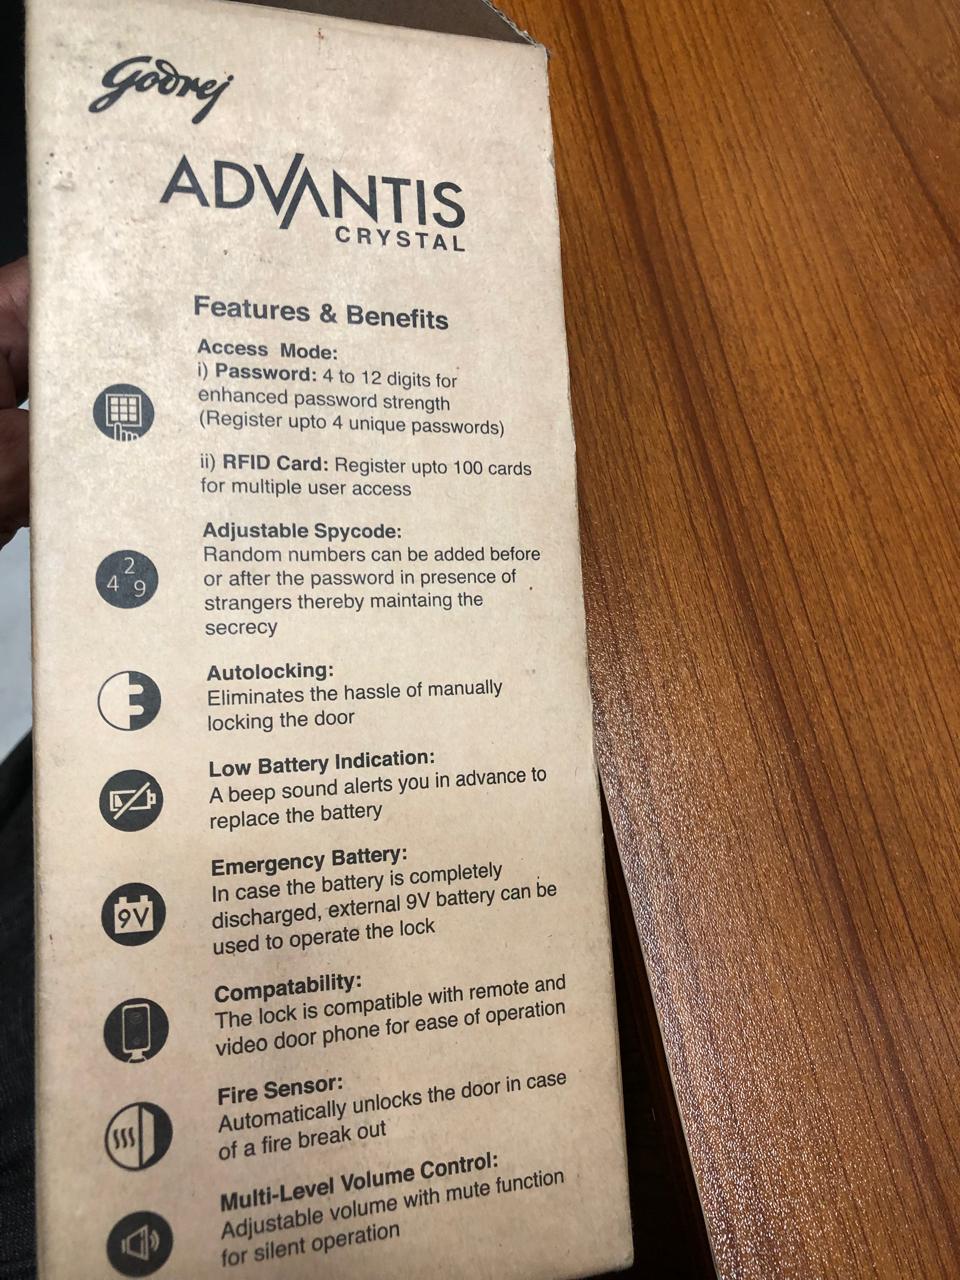 Godrej
ADVANTIS
CRYSTAL
Features & Benefits
Access Mode:
i) Password: 4 to 12 digits for
enhanced password strength
(Register upto 4 unique passwords)
ii) RFID Card: Register upto 100 cards
for multiple user access
2
4 9
Adjustable Spycode:
Random numbers can be added before
or after the password in presence of
strangers thereby maintaing the
secrecy
Autolocking:
Eliminates the hassle of manually
locking the door
Low Battery Indication:
A beep sound alerts you in advance to
replace the battery
9V
Emergency Battery:
In case the battery is completely
discharged, external 9V battery can be
used to operate the lock
Compatability:
The lock is compatible with remote and
video door phone for ease of operation
Fire Sensor:
Automatically unlocks the door in case
of a fire break out
Multi-Level Volume Control:
Adjustable volume with mute function
for silent operation